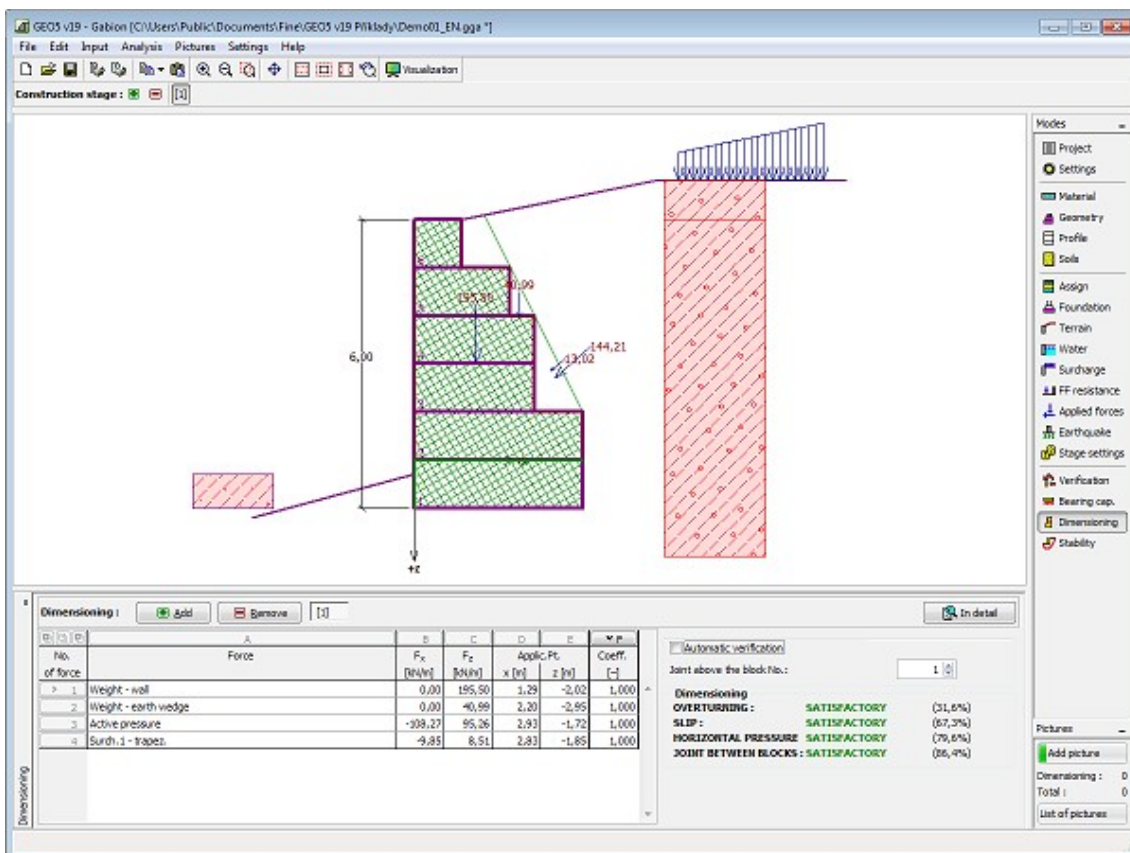 GEO5 v19 - Gabion [C:\Users\Public\Documents\Fine\GEO5 v19 Příklady\Demo01_EN.gga *]
File Edit Input Analysis Pictures Settings Help
Visualization
Construction stage : [1]
6,00
195,50
40,99
144,21
13,02
6
5
4
3
2
1
+z
Modes
Project
Settings
Material
Geometry
Profile
Soils
Assign
Foundation
Terrain
Water
Surcharge
FF resistance
Applied forces
Earthquake
Stage settings
Verification
Bearing cap.
Dimensioning
Stability
Dimensioning : Add Remove [1] In detail
A B C D E F
No. Force Fx Fz Applic.Pt. Coeff.
of force [kN/m] [kN/m] x [m] z [m] [-]
> 1 Weight - wall 0,00 195,50 1,29 -2,02 1,000
2 Weight - earth wedge 0,00 40,99 2,20 -2,95 1,000
3 Active pressure -108,27 95,26 2,93 -1,72 1,000
4 Surch.1 - trapez. -9,85 8,51 2,83 -1,85 1,000
Automatic verification
Joint above the block No.: 1
Dimensioning
OVERTURNING : SATISFACTORY (31,6%)
SLIP : SATISFACTORY (67,3%)
HORIZONTAL PRESSURE SATISFACTORY (79,6%)
JOINT BETWEEN BLOCKS : SATISFACTORY (86,4%)
Dimensioning
Pictures
Add picture
Dimensioning : 0
Total : 0
List of pictures